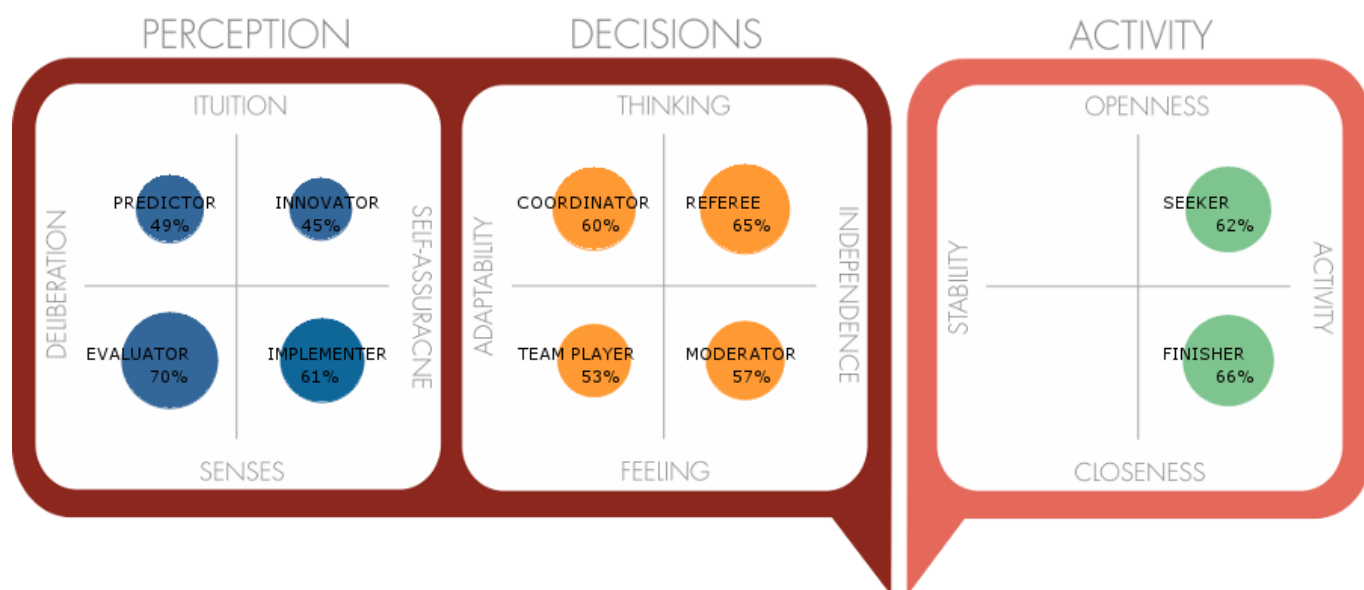 PERCEPTION
DECISIONS
ACTIVITY
ITUITION
DELIBERATION
SELF-ASSURACNE
PREDICTOR
49%
INNOVATOR
45%
EVALUATOR
70%
IMPLEMENTER
61%
SENSES
THINKING
ADAPTABILITY
INDEPENDENCE
COORDINATOR
60%
REFEREE
65%
TEAM PLAYER
53%
MODERATOR
57%
FEELING
OPENNESS
STABILITY
ACTIVITY
SEEKER
62%
FINISHER
66%
CLOSENESS